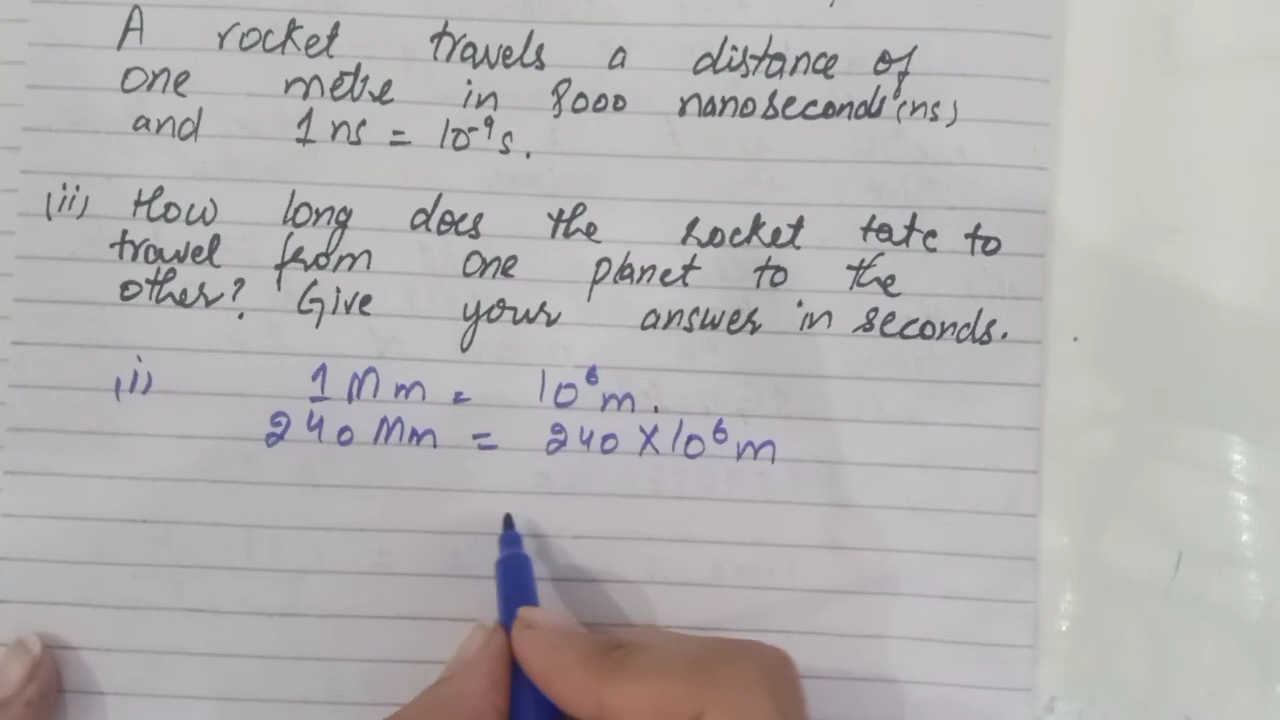 A rocket travels a distance of
one metre in 8000 nanoseconds (ns)
and 1 ns = 10⁻⁹s.
(ii) How long does the rocket take to
travel from one planet to the
other? Give your answer in seconds.
(i) 1 Mm = 10⁶m.
240 Mm = 240 X 10⁶ m